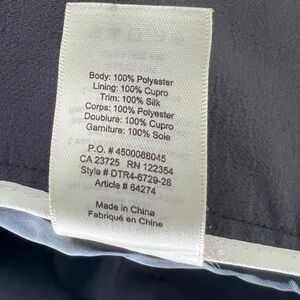 Body: 100% Polyester
Lining: 100% Cupro
Trim: 100% Silk
Corps: 100% Polyester
Doublure: 100% Cupro
Garniture: 100% Soie
P.O. # 4500088045
CA 23725 RN 122354
Style # DTR4-6729-28
Article # 64274
Made in China
Fabriqué en Chine